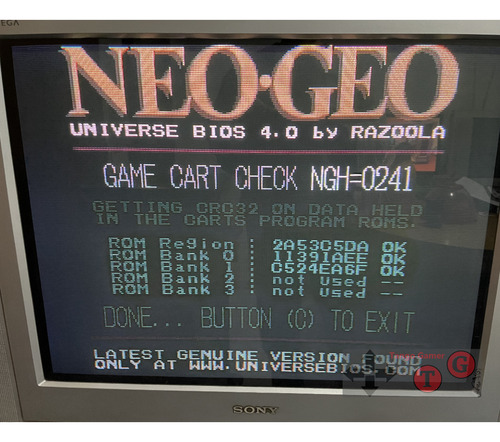 NEO·GEO
UNIVERSE BIOS 4.0 by RAZOOLA
GAME CART CHECK NGH=0241
GETTING CRC32 ON DATA HELD
IN THE CARTS PROGRAM ROMS.
ROM Region : 2A53C5DA OK
ROM Bank 0 : 11391AEE OK
ROM Bank 1 : C524EA6F OK
ROM Bank 2 : not Used --
ROM Bank 3 : not Used --
DONE... BUTTON (C) TO EXIT
LATEST GENUINE VERSION FOUND
ONLY AT WWW.UNIVERSEBIOS.COM
T G
SONY